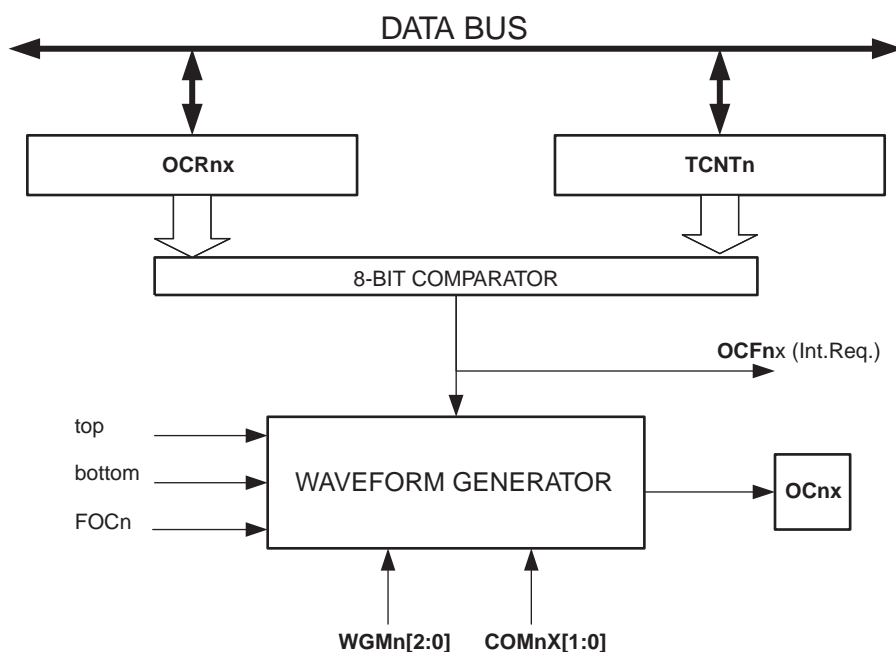 DATA BUS
OCRnx
TCNTn
8-BIT COMPARATOR
OCFnx (Int.Req.)
top
bottom
FOCn
WAVEFORM GENERATOR
OCnx
WGMn[2:0]
COMnX[1:0]